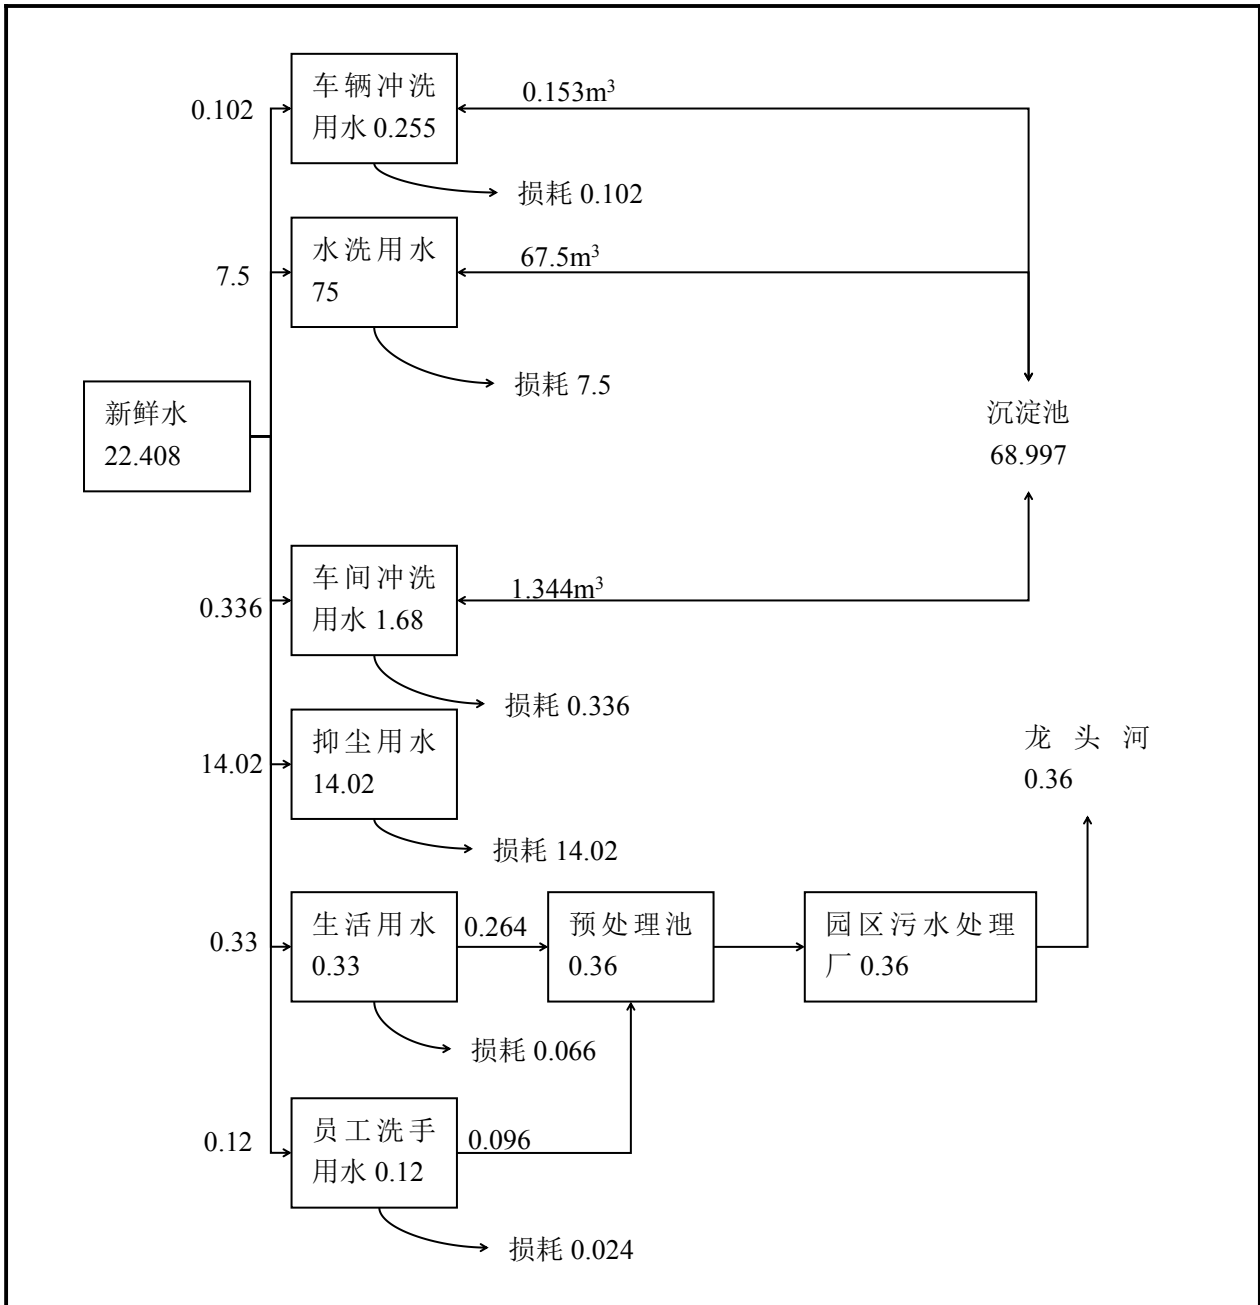 车辆冲洗
用水 0.255
0.102
0.153m³
损耗 0.102
水洗用水
75
7.5
67.5m³
损耗 7.5
新鲜水
22.408
沉淀池
68.997
车间冲洗
用水 1.68
0.336
1.344m³
损耗 0.336
抑尘用水
14.02
14.02
损耗 14.02
龙头河
0.36
生活用水
0.33
0.33
0.264
预处理池
0.36
园区污水处理
厂 0.36
损耗 0.066
员工洗手
用水 0.12
0.12
0.096
损耗 0.024